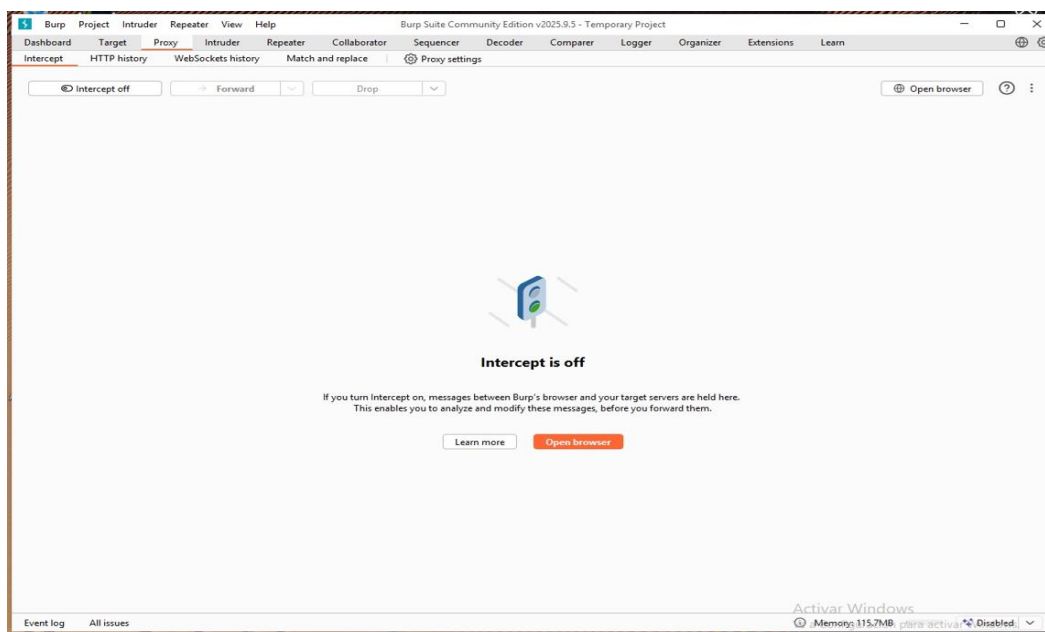 Burp Project Intruder Repeater View Help Burp Suite Community Edition v2025.9.5 - Temporary Project
Dashboard Target Proxy Intruder Repeater Collaborator Sequencer Decoder Comparer Logger Organizer Extensions Learn
Intercept HTTP history WebSockets history Match and replace Proxy settings
Intercept off Forward Drop Open browser
Intercept is off
If you turn Intercept on, messages between Burp's browser and your target servers are held here.
This enables you to analyze and modify these messages, before you forward them.
Learn more Open browser
Activar Windows
Event log All issues Memory: 115.7MB para activar Disabled